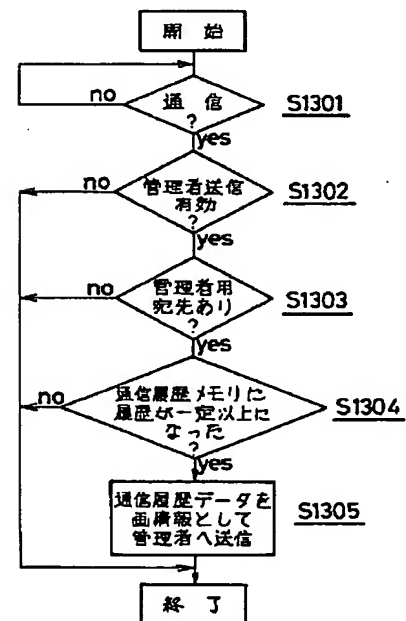 開始
no
通信
?
S1301
yes
no
管理者送信
有効
?
S1302
yes
no
管理者用
宛先あり
?
S1303
yes
no
通信履歴メモリに
履歴が一定以上に
なった
?
S1304
yes
通信履歴データを
画情報として
管理者へ送信
S1305
終了